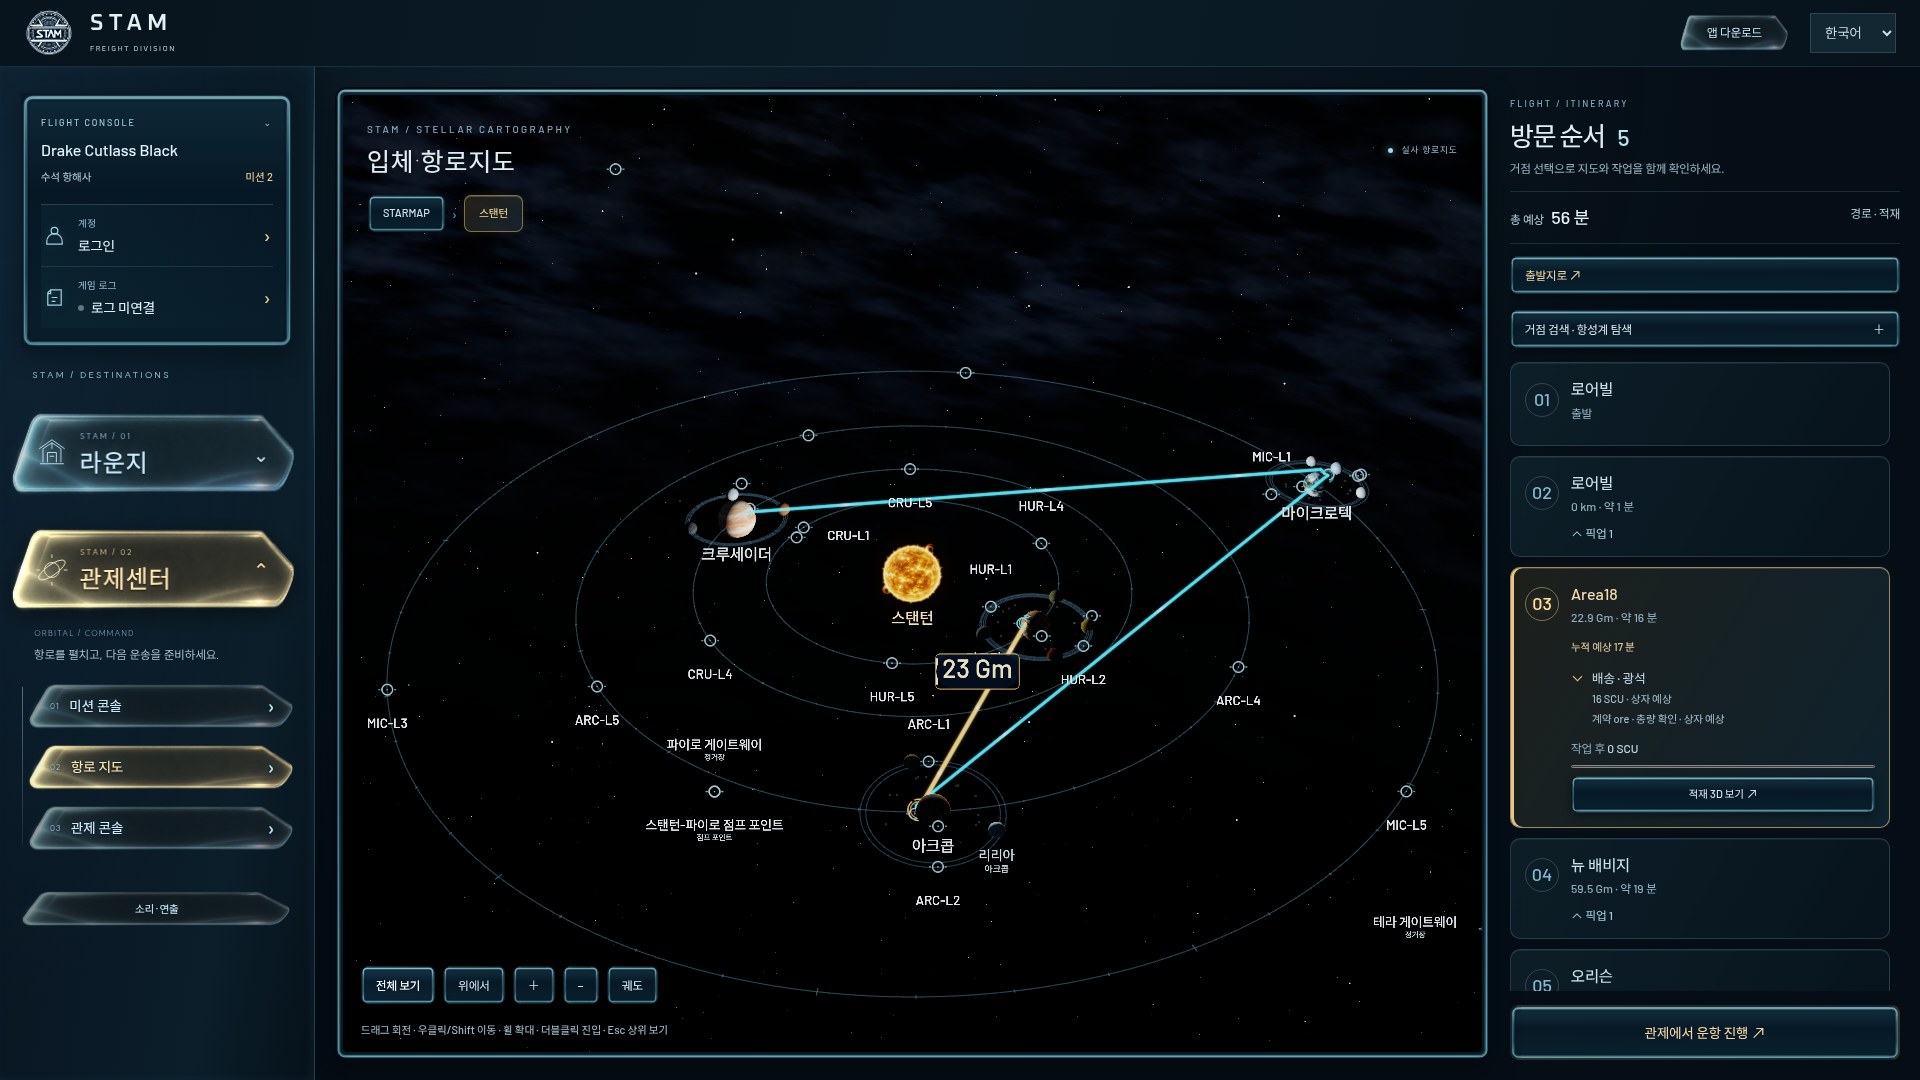 STAM
STAM
FREIGHT DIVISION
앱 다운로드
한국어
FLIGHT CONSOLE
Drake Cutlass Black
수석 항해사
미션 2
계정
로그인
게임 로그
로그 미연결
STAM / DESTINATIONS
STAM / 01
라운지
STAM / 02
관제센터
ORBITAL / COMMAND
항로를 펼치고, 다음 운송을 준비하세요.
01 미션 콘솔
02 항로 지도
03 관제 콘솔
소리·연출
STAM / STELLAR CARTOGRAPHY
입체 항로지도
실사 항로지도
STARMAP
스탠턴
MIC-L1
마이크로텍
CRU-L5
HUR-L4
크루세이더
CRU-L1
HUR-L1
스탠턴
23 Gm
CRU-L4
HUR-L5
HUR-L2
ARC-L4
MIC-L3
ARC-L5
ARC-L1
파이로 게이트웨이
정거장
스탠턴-파이로 점프 포인트
점프 포인트
MIC-L5
아크콥
리리아
아크콥
ARC-L2
테라 게이트웨이
정거장
전체 보기
위에서
+
-
궤도
드래그 회전 · 우클릭/Shift 이동 · 휠 확대 · 더블클릭 진입 · Esc 상위 보기
FLIGHT / ITINERARY
방문 순서 5
거점 선택으로 지도와 작업을 함께 확인하세요.
총 예상 56 분
경로 · 적재
출발지로 ↗
거점 검색 · 항성계 탐색 +
01
로어빌
출발
02
로어빌
0 km · 약 1 분
픽업 1
03
Area18
22.9 Gm · 약 16 분
누적 예상 17 분
배송 · 광석
16 SCU · 상자 예상
계약 ore · 총량 확인 · 상자 예상
작업 후 0 SCU
적재 3D 보기 ↗
04
뉴 배비지
59.5 Gm · 약 19 분
픽업 1
05
오리슨
관제에서 운항 진행 ↗